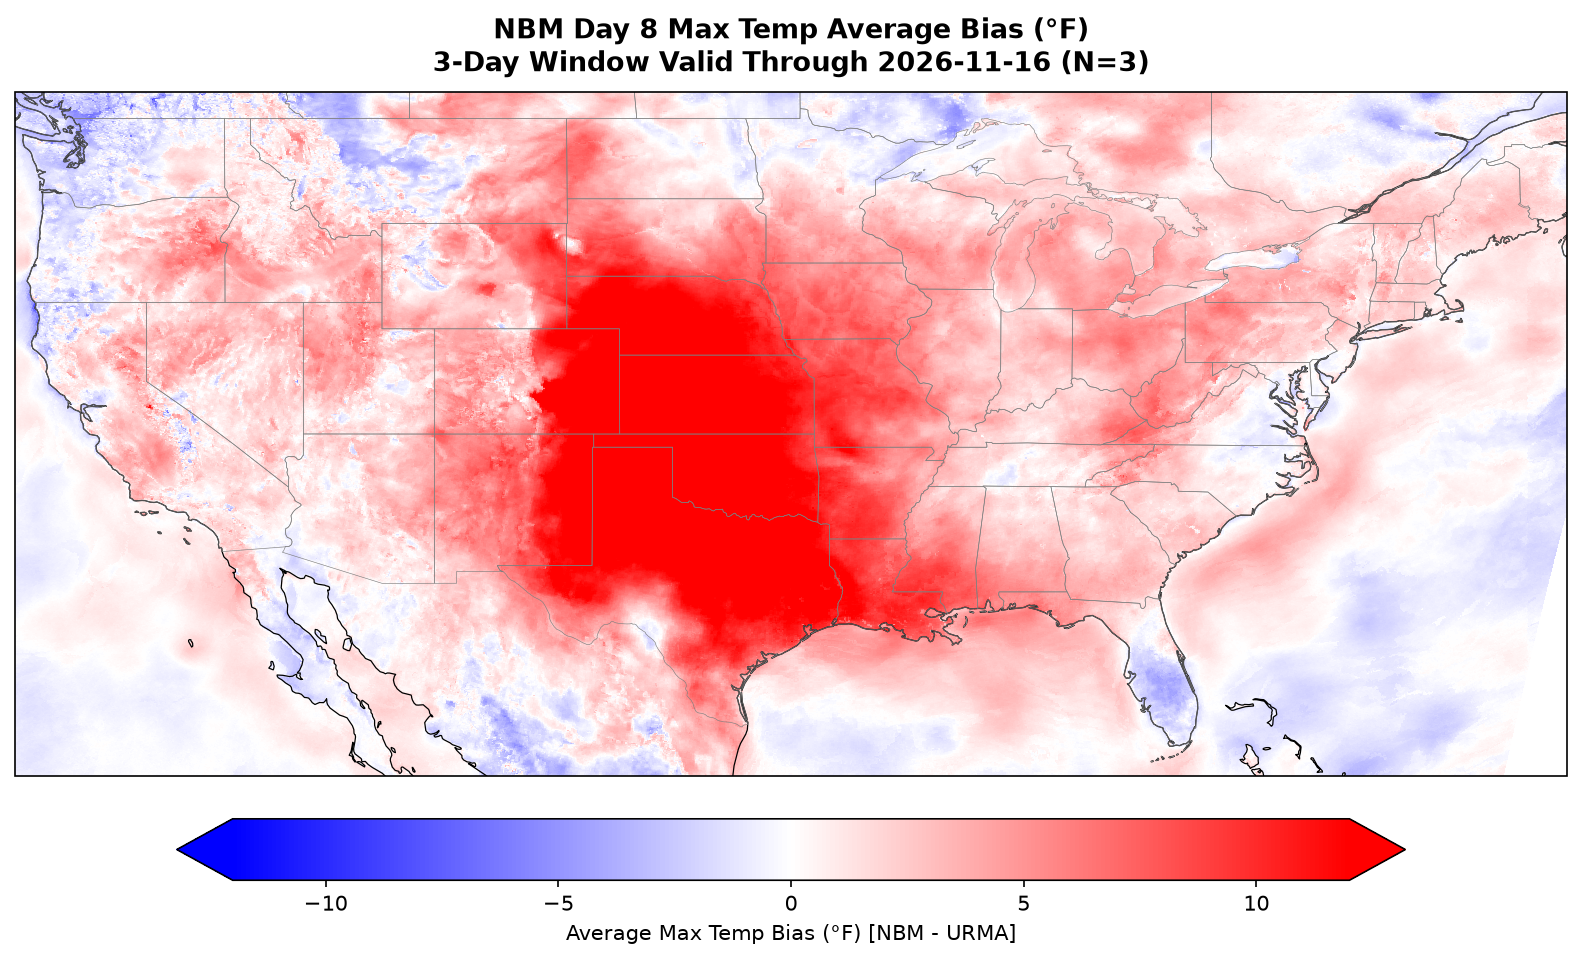 NBM Day 8 Max Temp Average Bias (°F)
3-Day Window Valid Through 2026-11-16 (N=3)
−10 −5 0 5 10
Average Max Temp Bias (°F) [NBM - URMA]